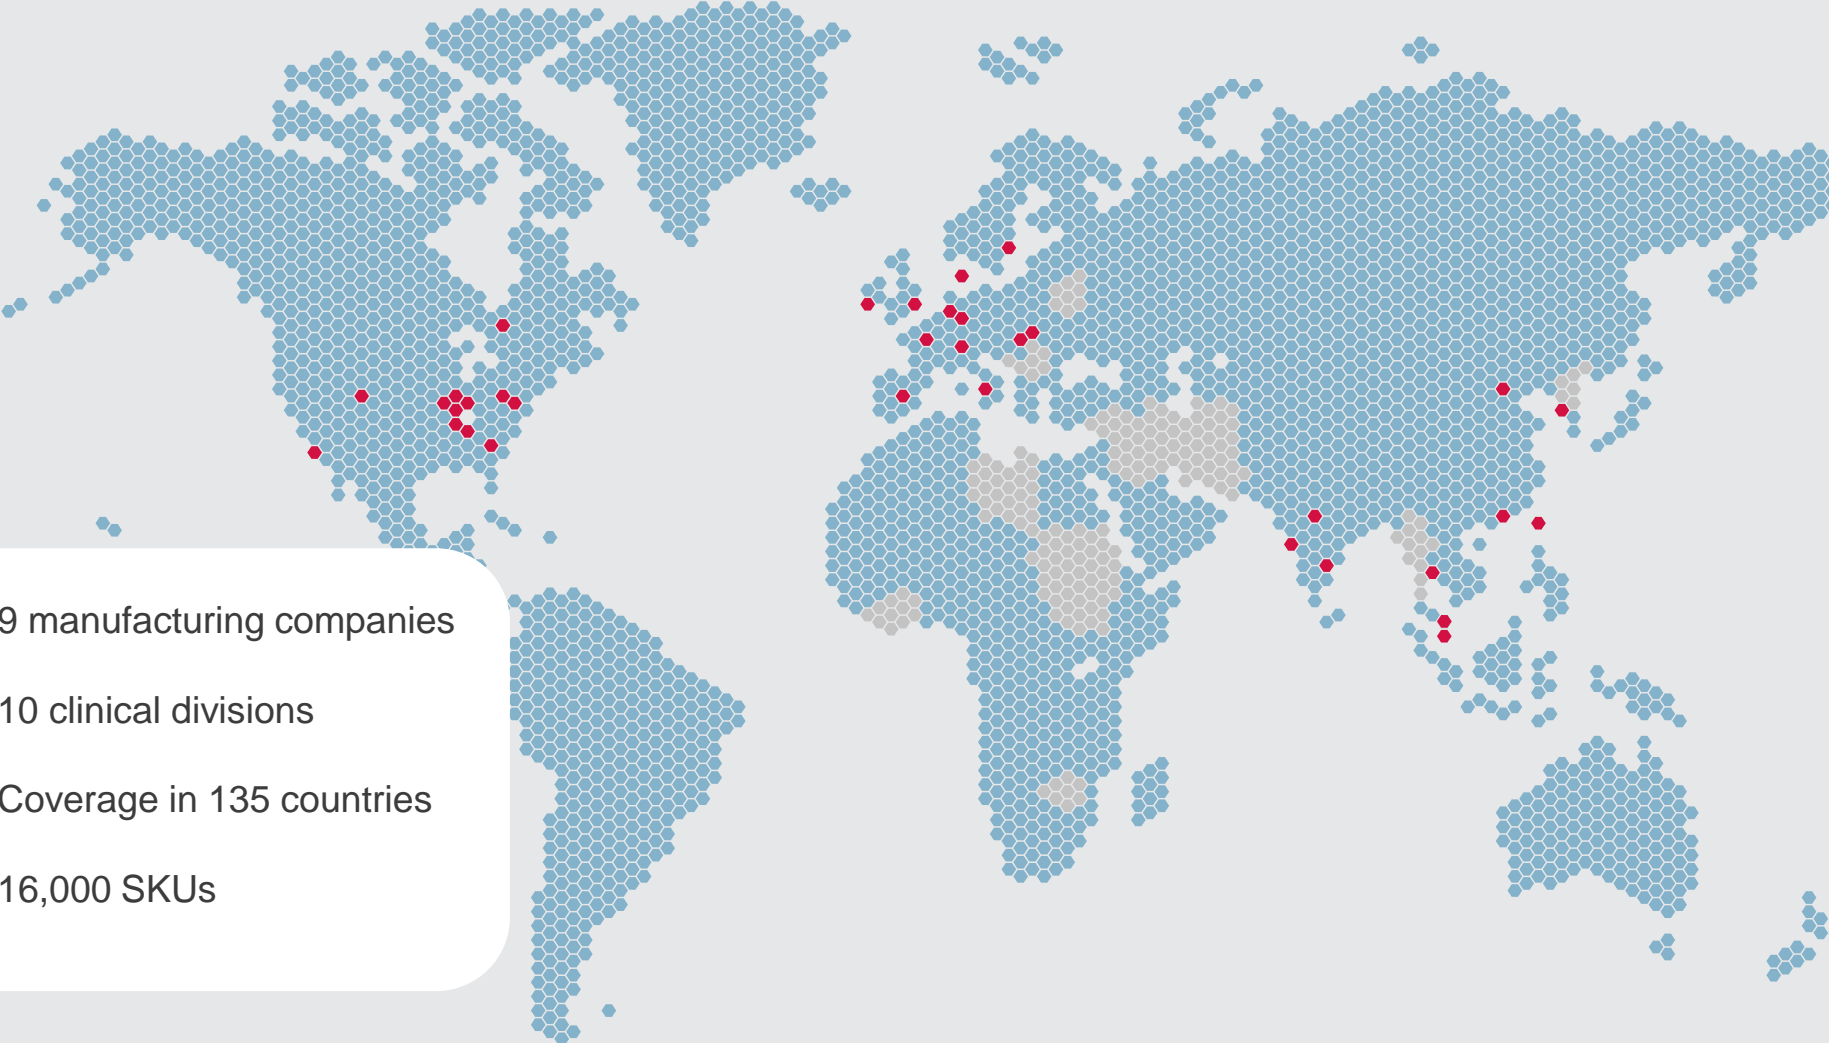 9 manufacturing companies
10 clinical divisions
Coverage in 135 countries
16,000 SKUs